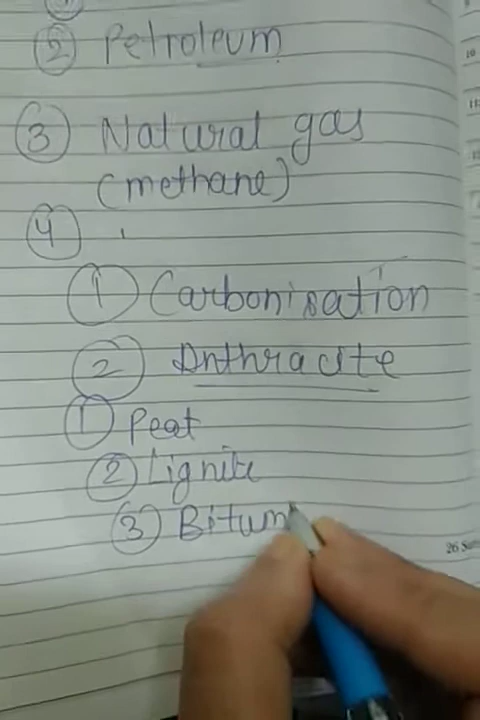 ② Petroleum
③ Natural gas
(methane)
④
① Carbonisation
② Anthracite
① Peat
② Lignite
③ Bitum